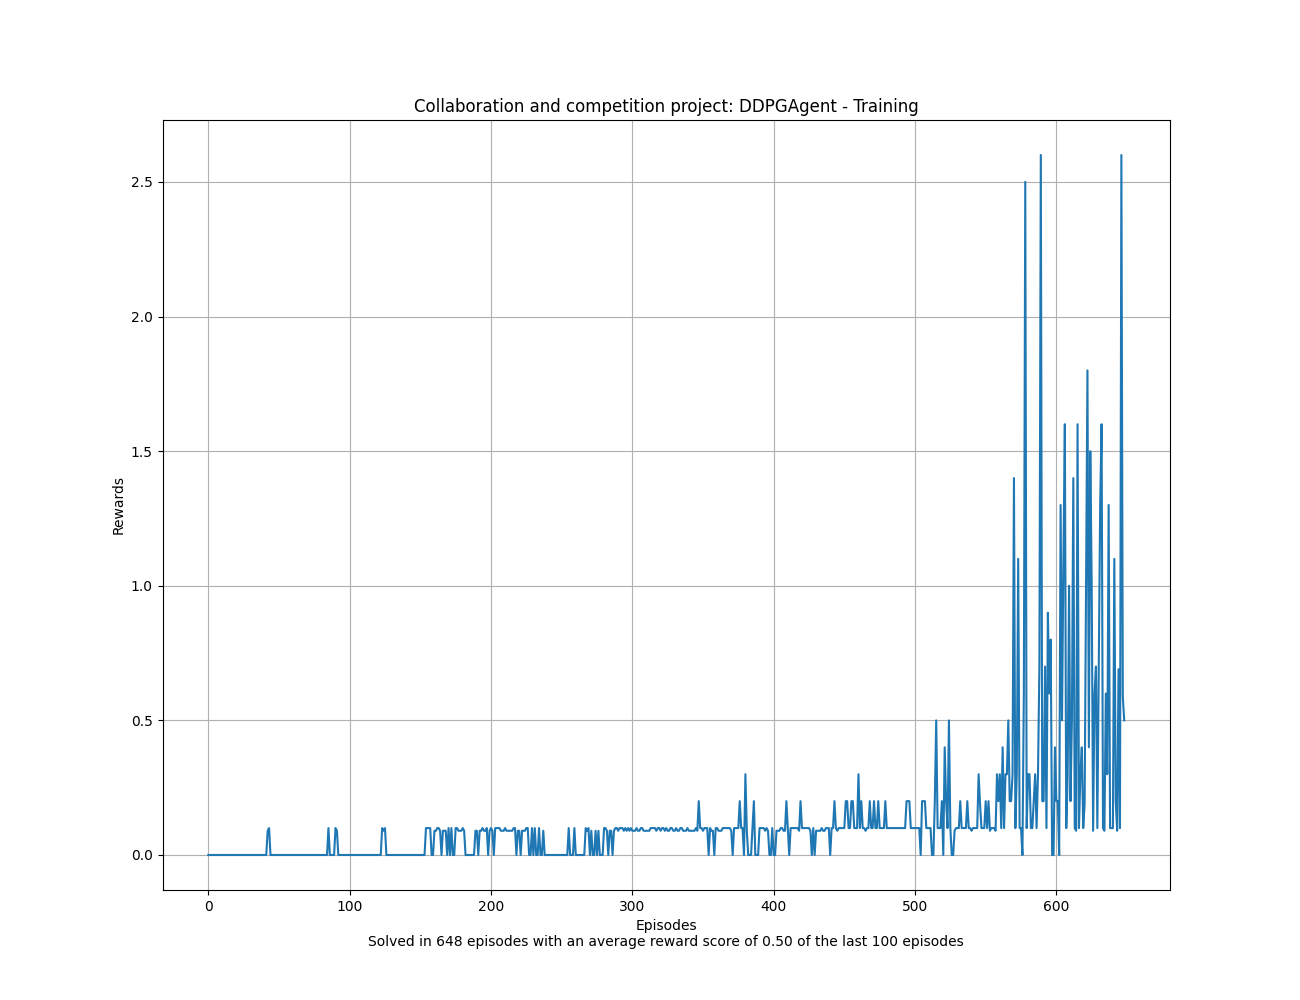 Collaboration and competition project: DDPGAgent - Training
2.5
2.0
1.5
1.0
0.5
0.0
Rewards
0 100 200 300 400 500 600
Episodes
Solved in 648 episodes with an average reward score of 0.50 of the last 100 episodes